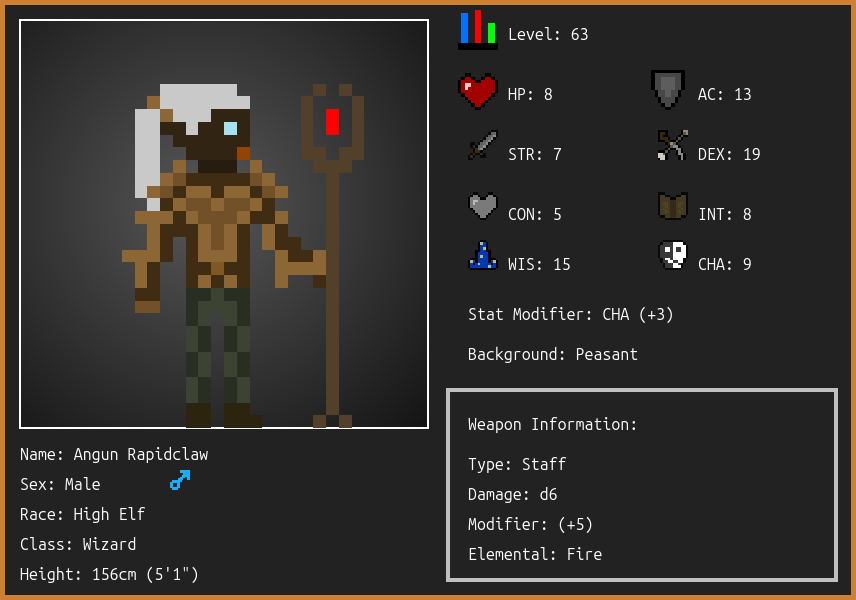 Level: 63
HP: 8
AC: 13
STR: 7
DEX: 19
CON: 5
INT: 8
WIS: 15
CHA: 9
Stat Modifier: CHA (+3)
Background: Peasant
Weapon Information:
Type: Staff
Damage: d6
Modifier: (+5)
Elemental: Fire
Name: Angun Rapidclaw
Sex: Male
Race: High Elf
Class: Wizard
Height: 156cm (5'1")